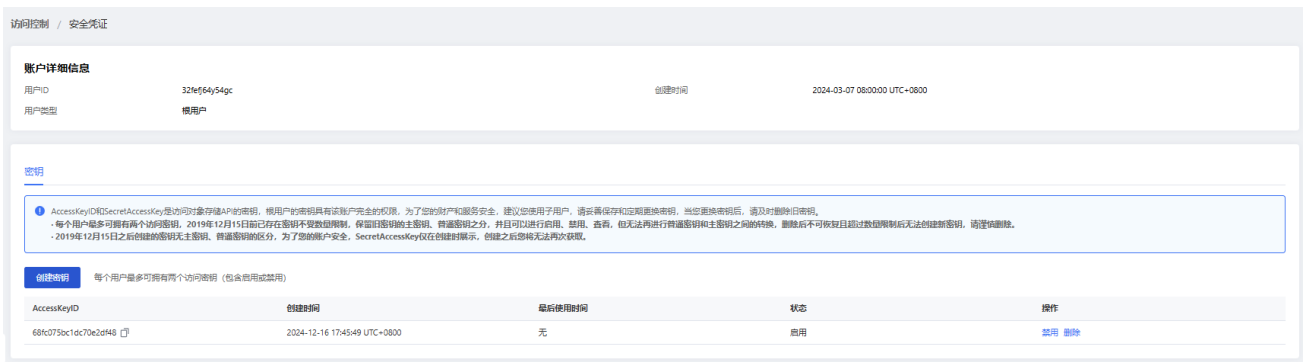 访问控制 / 安全凭证
账户详细信息
用户ID 32fefj64y54gc 创建时间 2024-03-07 08:00:00 UTC+0800
用户类型 根用户
密钥
AccessKeyID和SecretAccessKey是访问对象存储API的密钥，根用户的密钥具有该账户完全的权限，为了您的财产和服务安全，建议您使用子用户，请妥善保存和定期更换密钥，当您更换密钥后，请及时删除旧密钥。
· 每个用户最多可拥有两个访问密钥，2019年12月15日前已存在密钥不受数量限制，保留旧密钥的主密钥、普通密钥之分，并且可以进行启用、禁用、查看，但无法再进行普通密钥和主密钥之间的转换，删除后不可恢复且超过数量限制后无法创建新密钥，请谨慎删除。
· 2019年12月15日之后创建的密钥无主密钥、普通密钥的区分，为了您的账户安全，SecretAccessKey仅在创建时展示，创建之后您将无法再次获取。
创建密钥 每个用户最多可拥有两个访问密钥（包含启用或禁用）
AccessKeyID 创建时间 最后使用时间 状态 操作
68fc075bc1dc70e2df48 2024-12-16 17:45:49 UTC+0800 无 启用 禁用 删除